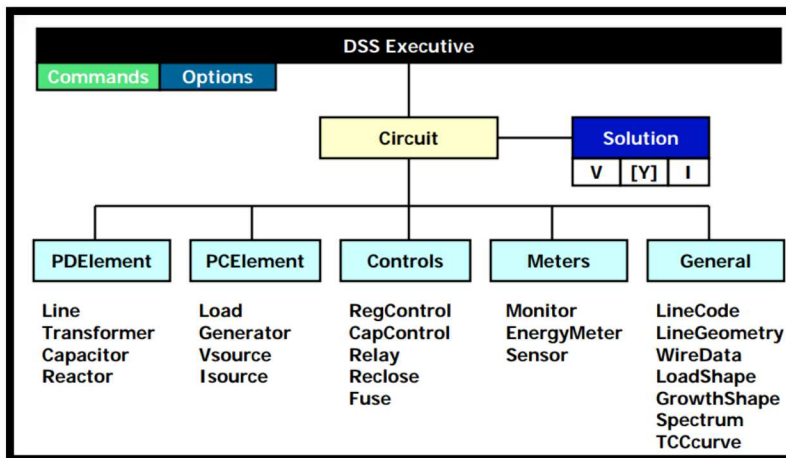 DSS Executive
Commands Options
Circuit
Solution
V [Y] I
PDElement PCElement Controls Meters General
Line Load RegControl Monitor LineCode
Transformer Generator CapControl EnergyMeter LineGeometry
Capacitor Vsource Relay Sensor WireData
Reactor Isource Reclose LoadShape
Fuse GrowthShape
Spectrum
TCCcurve